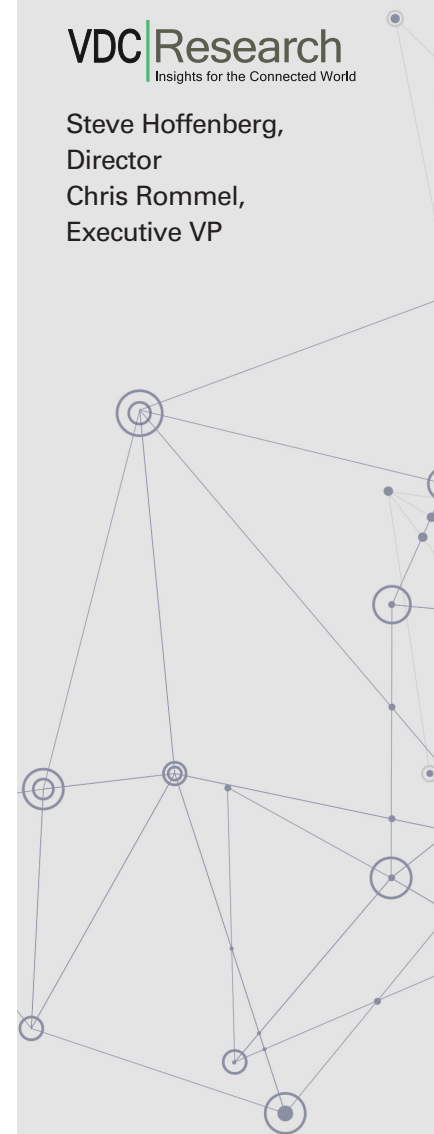 VDC Research
Insights for the Connected World
Steve Hoffenberg,
Director
Chris Rommel,
Executive VP